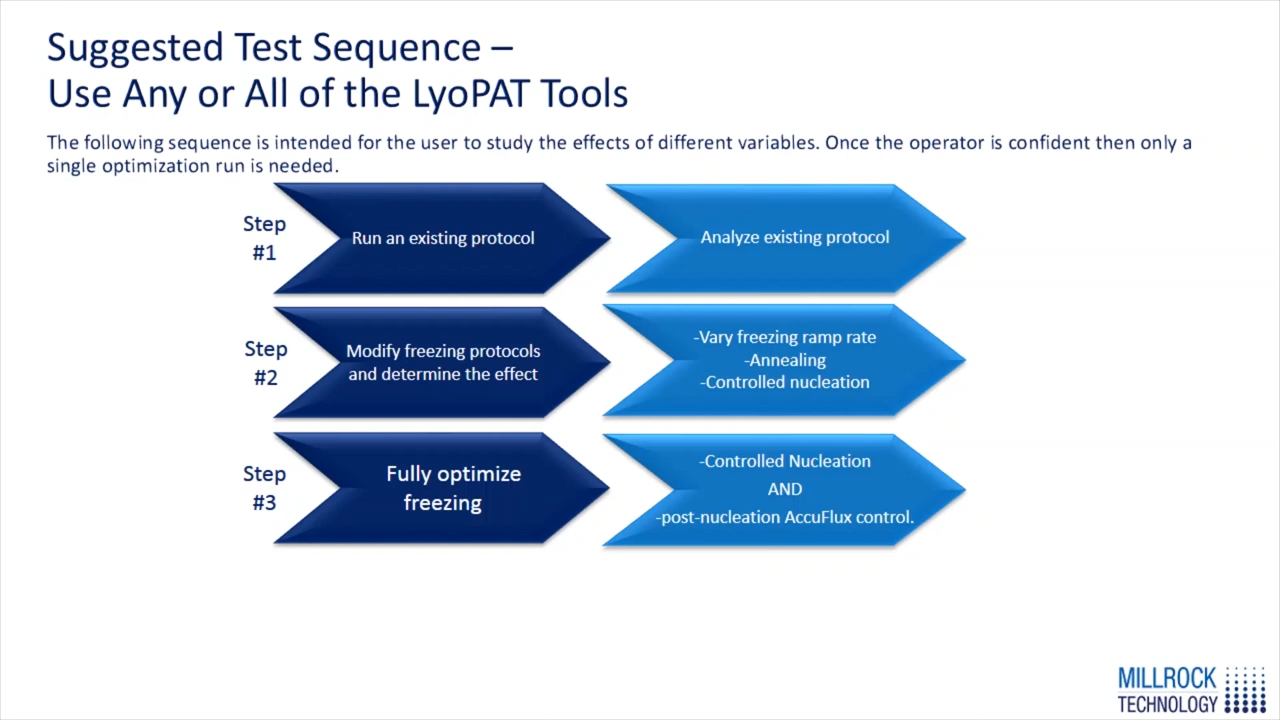 Suggested Test Sequence –
Use Any or All of the LyoPAT Tools
The following sequence is intended for the user to study the effects of different variables. Once the operator is confident then only a
single optimization run is needed.
Step
#1
Run an existing protocol
Analyze existing protocol
Step
#2
Modify freezing protocols
and determine the effect
-Vary freezing ramp rate
-Annealing
-Controlled nucleation
Step
#3
Fully optimize
freezing
-Controlled Nucleation
AND
-post-nucleation AccuFlux control.
MILLROCK
TECHNOLOGY